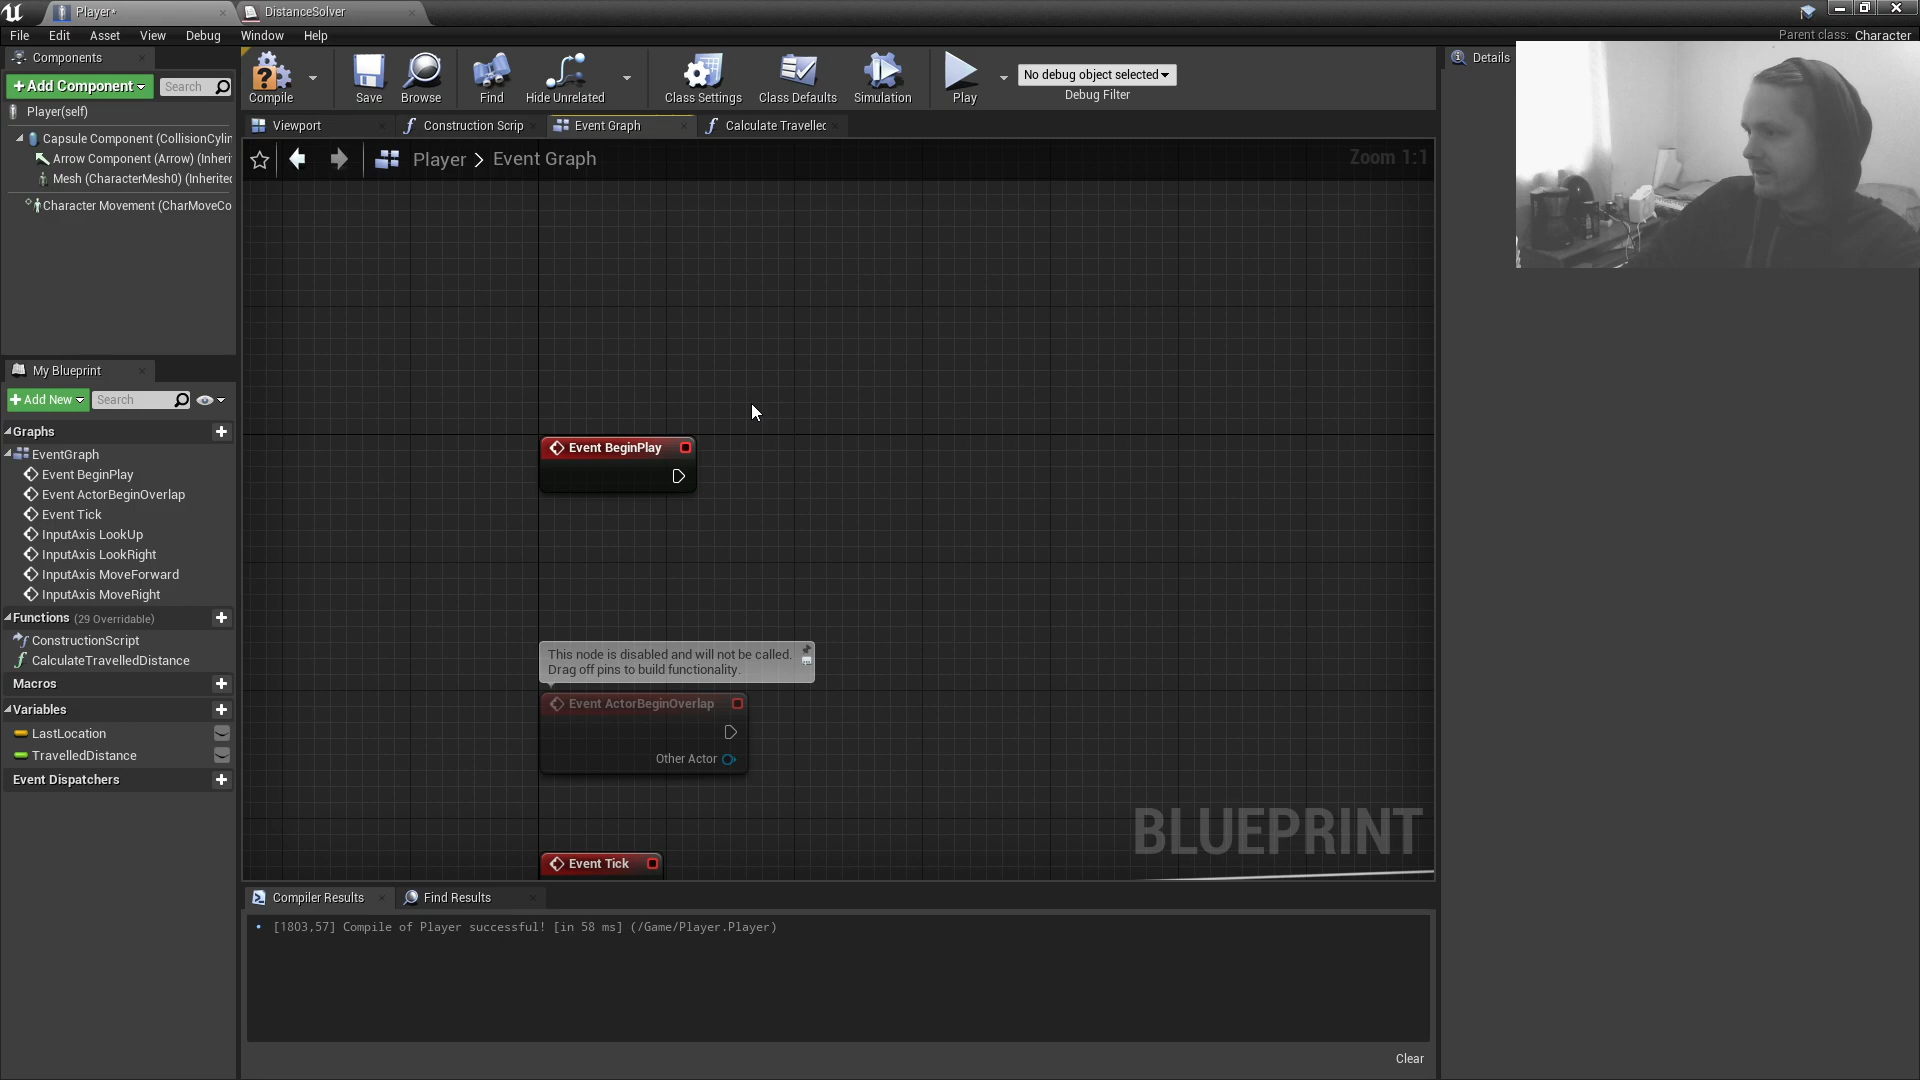 Player*
DistanceSolver
File Edit Asset View Debug Window Help
Parent class: Character
Components
+Add Component
Search
Player(self)
Capsule Component (CollisionCylin
Arrow Component (Arrow) (Inheri
Mesh (CharacterMesh0) (Inherited
Character Movement (CharMoveCo
Compile
Save
Browse
Find
Hide Unrelated
Class Settings
Class Defaults
Simulation
Play
No debug object selected
Debug Filter
Details
Viewport
Construction Scrip
Event Graph
Calculate Travelled
Player > Event Graph
Zoom 1:1
My Blueprint
+Add New
Search
Graphs
EventGraph
Event BeginPlay
Event ActorBeginOverlap
Event Tick
InputAxis LookUp
InputAxis LookRight
InputAxis MoveForward
InputAxis MoveRight
Functions (29 Overridable)
ConstructionScript
CalculateTravelledDistance
Macros
Variables
LastLocation
TravelledDistance
Event Dispatchers
Event BeginPlay
This node is disabled and will not be called.
Drag off pins to build functionality.
Event ActorBeginOverlap
Other Actor
Event Tick
BLUEPRINT
Compiler Results
Find Results
[1803,57] Compile of Player successful! [in 58 ms] (/Game/Player.Player)
Clear